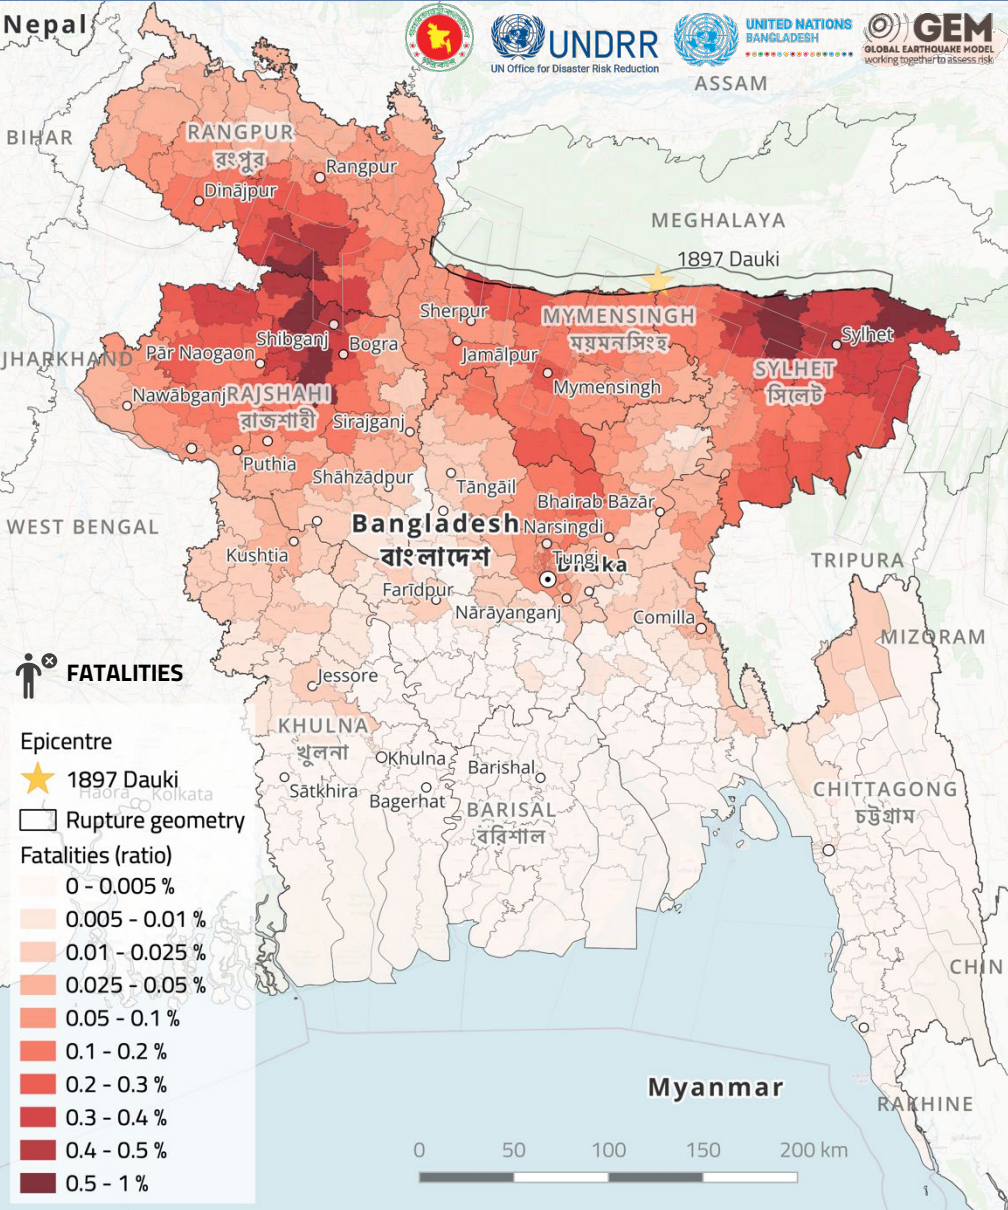 Nepal
UNDRR
UN Office for Disaster Risk Reduction
UNITED NATIONS
BANGLADESH
GEM
GLOBAL EARTHQUAKE MODEL
working together to assess risk
ASSAM
BIHAR
RANGPUR
রংপুর
Rangpur
Dinājpur
MEGHALAYA
1897 Dauki
Sherpur
MYMENSINGH
ময়মনসিংহ
Shibganj
Bogra
Sylhet
JHARKHAND
Pār Naogaon
Jamālpur
SYLHET
সিলেট
Mymensingh
Nawābganj
RAJSHAHI
রাজশাহী
Sirajganj
Puthia
Shāhzādpur
Tāngāil
Bhairab Bāzār
WEST BENGAL
Bangladesh
বাংলাদেশ
Narsingdi
Kushtia
Tungi
Dhaka
TRIPURA
Farīdpur
Nārāyanganj
Comilla
MIZORAM
FATALITIES
Jessore
KHULNA
খুলনা
Epicentre
1897 Dauki
Khulna
Barishal
Haora
Kolkata
Sātkhira
Bagerhat
CHITTAGONG
চট্টগ্রাম
BARISAL
বরিশাল
Rupture geometry
Fatalities (ratio)
0 - 0.005 %
0.005 - 0.01 %
0.01 - 0.025 %
0.025 - 0.05 %
0.05 - 0.1 %
0.1 - 0.2 %
0.2 - 0.3 %
0.3 - 0.4 %
0.4 - 0.5 %
0.5 - 1 %
CHIN
Myanmar
RAKHINE
0 50 100 150 200 km